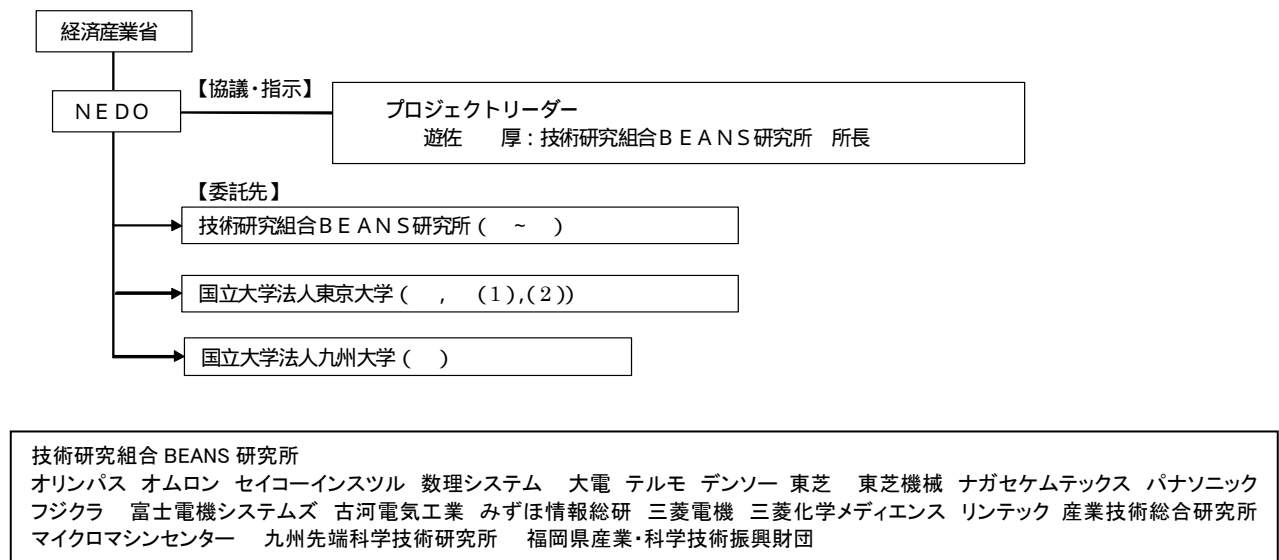 経済産業省
【協議・指示】
ＮＥＤＯ
プロジェクトリーダー
遊佐　厚：技術研究組合ＢＥＡＮＳ研究所　所長
【委託先】
技術研究組合ＢＥＡＮＳ研究所（　～　）
国立大学法人東京大学（　，　(1),(2)）
国立大学法人九州大学（　）
技術研究組合 BEANS 研究所
オリンパス オムロン セイコーインスツル 数理システム　大電 テルモ デンソー 東芝　東芝機械 ナガセケムテックス パナソニック
フジクラ　富士電機システムズ 古河電気工業 みずほ情報総研 三菱電機 三菱化学メディエンス リンテック 産業技術総合研究所
マイクロマシンセンター　九州先端科学技術研究所　福岡県産業・科学技術振興財団